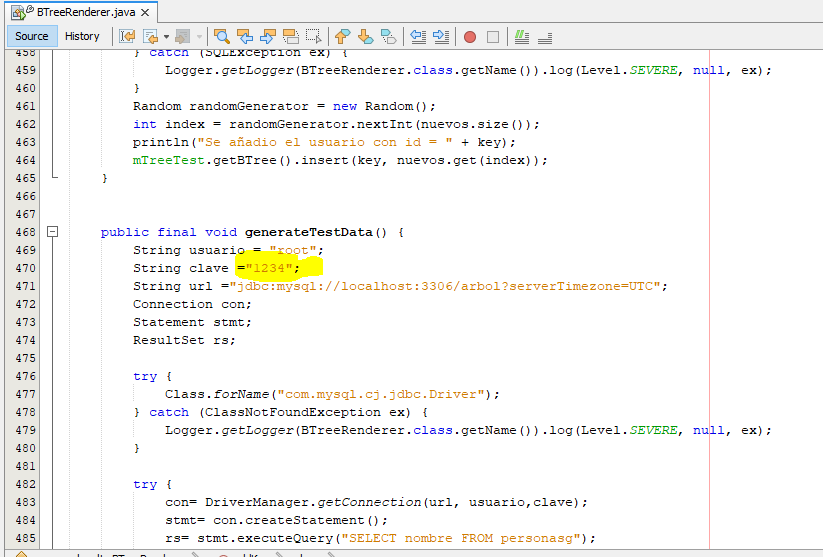 BTreeRenderer.java
Source History
458 } catch (SQLException ex) {
459 Logger.getLogger(BTreeRenderer.class.getName()).log(Level.SEVERE, null, ex);
460 }
461 Random randomGenerator = new Random();
462 int index = randomGenerator.nextInt(nuevos.size());
463 println("Se añadio el usuario con id = " + key);
464 mTreeTest.getBTree().insert(key, nuevos.get(index));
465 }
466
467
468 public final void generateTestData() {
469 String usuario = "root";
470 String clave ="1234";
471 String url ="jdbc:mysql://localhost:3306/arbol?serverTimezone=UTC";
472 Connection con;
473 Statement stmt;
474 ResultSet rs;
475
476 try {
477 Class.forName("com.mysql.cj.jdbc.Driver");
478 } catch (ClassNotFoundException ex) {
479 Logger.getLogger(BTreeRenderer.class.getName()).log(Level.SEVERE, null, ex);
480 }
481
482 try {
483 con= DriverManager.getConnection(url, usuario,clave);
484 stmt= con.createStatement();
485 rs= stmt.executeQuery("SELECT nombre FROM personasg");